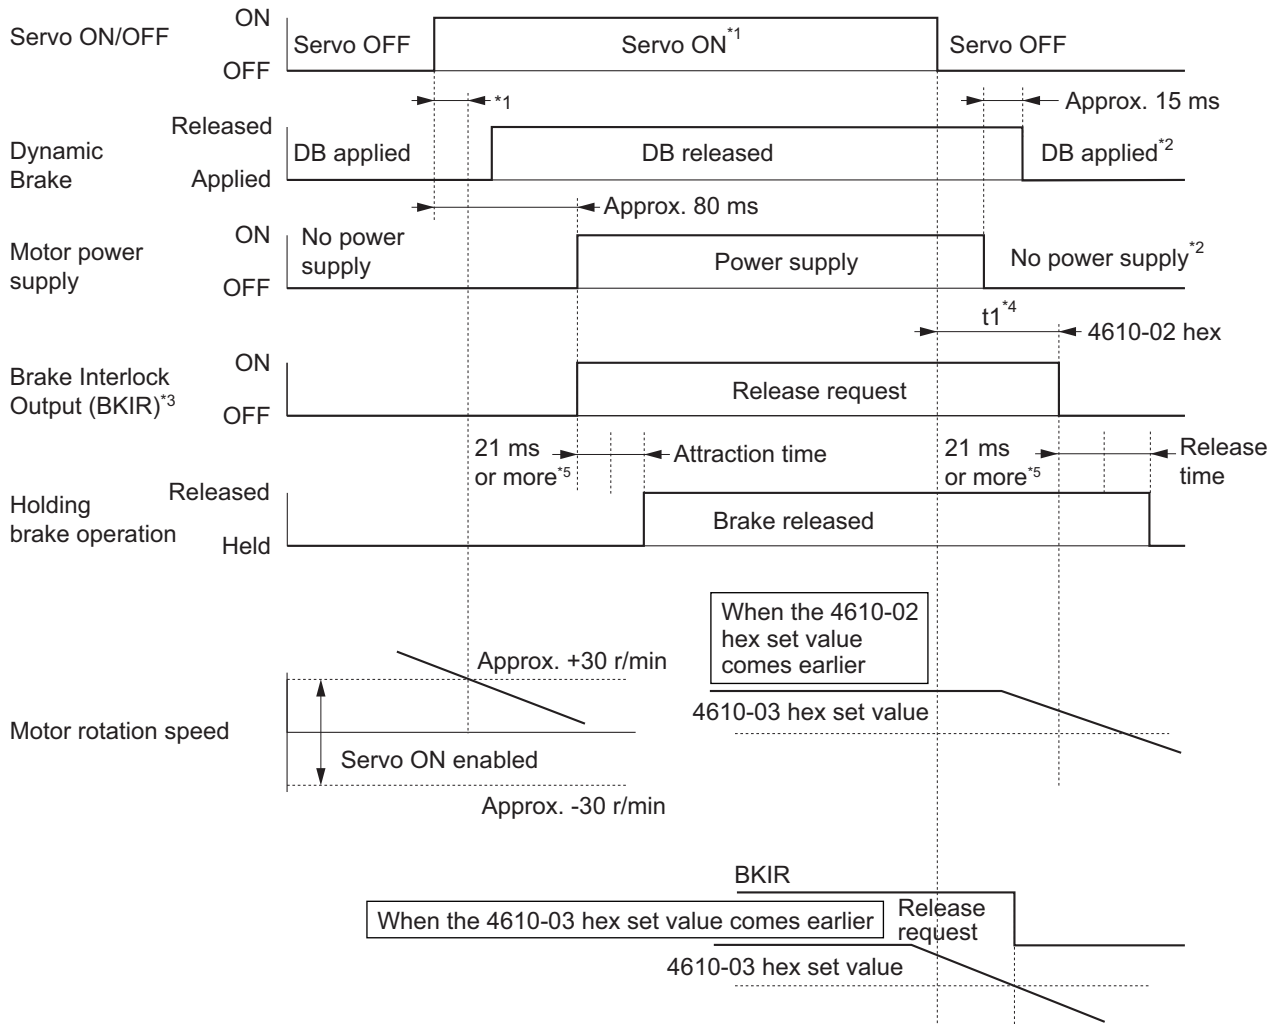 Servo ON/OFF
ON
OFF
Servo OFF
Servo ON*1
Servo OFF
*1
Approx. 15 ms
Dynamic
Brake
Released
Applied
DB applied
DB released
DB applied*2
Approx. 80 ms
Motor power
supply
ON
OFF
No power
supply
Power supply
No power supply*2
t1*4
4610-02 hex
Brake Interlock
Output (BKIR)*3
ON
OFF
Release request
21 ms
or more*5
Attraction time
21 ms
or more*5
Release
time
Holding
brake operation
Released
Held
Brake released
When the 4610-02
hex set value
comes earlier
Approx. +30 r/min
4610-03 hex set value
Motor rotation speed
Servo ON enabled
Approx. -30 r/min
BKIR
When the 4610-03 hex set value comes earlier
Release
request
4610-03 hex set value